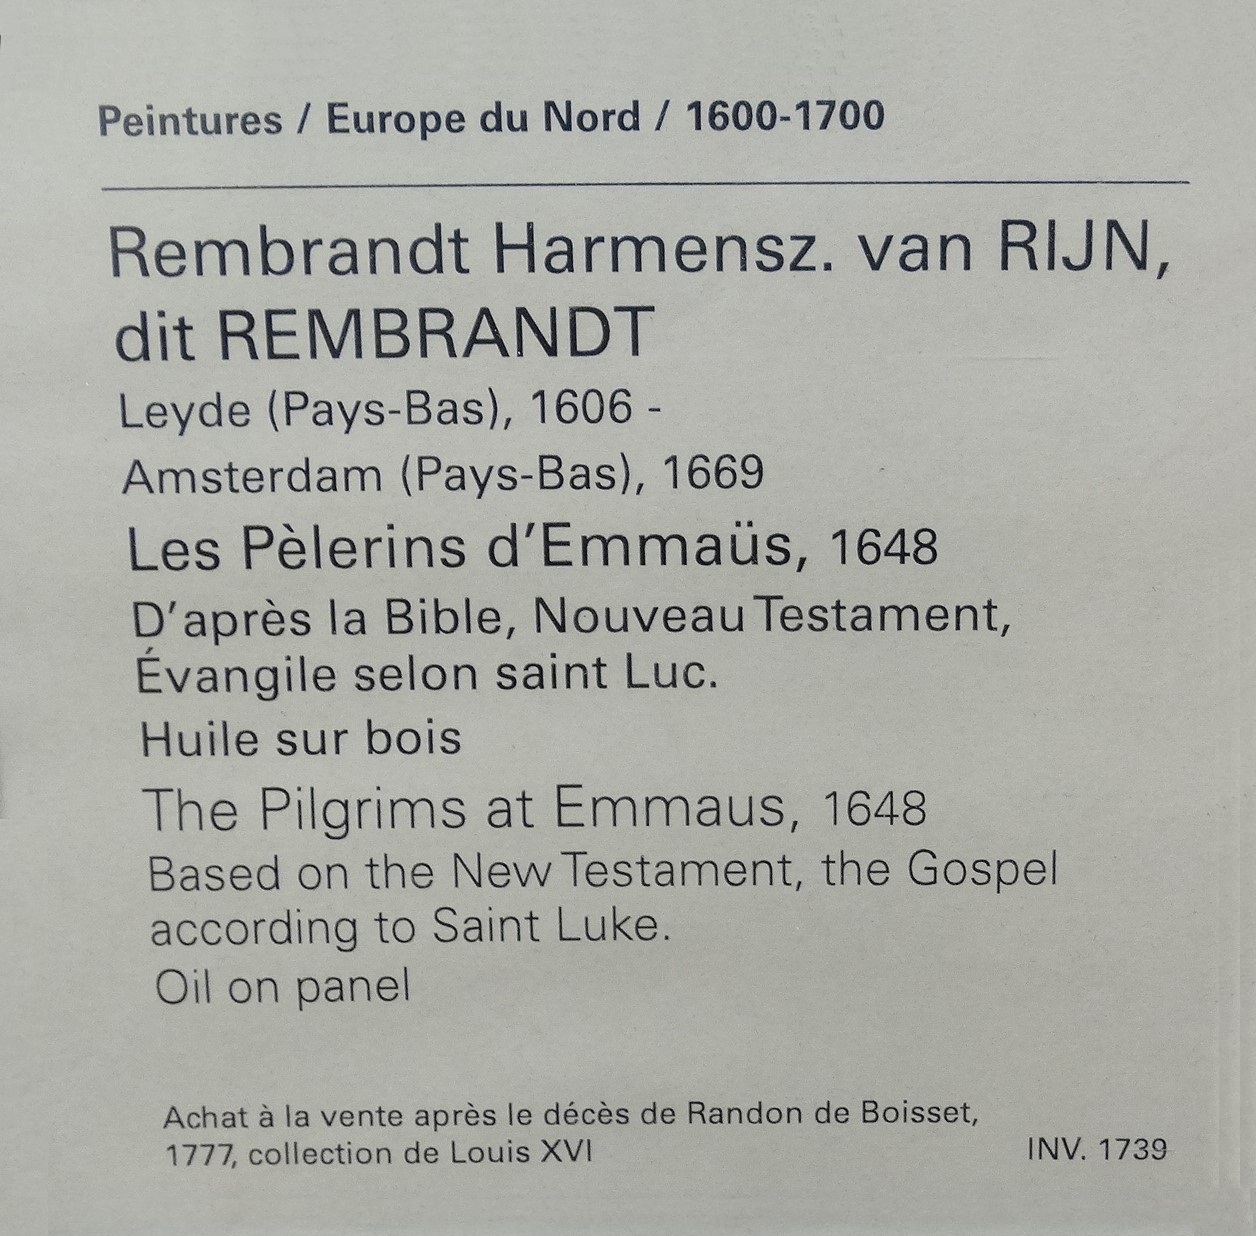 Peintures / Europe du Nord / 1600-1700
Rembrandt Harmensz. van RIJN,
dit REMBRANDT
Leyde (Pays-Bas), 1606 -
Amsterdam (Pays-Bas), 1669
Les Pèlerins d'Emmaüs, 1648
D'après la Bible, Nouveau Testament,
Évangile selon saint Luc.
Huile sur bois
The Pilgrims at Emmaus, 1648
Based on the New Testament, the Gospel
according to Saint Luke.
Oil on panel
Achat à la vente après le décès de Randon de Boisset,
1777, collection de Louis XVI INV. 1739